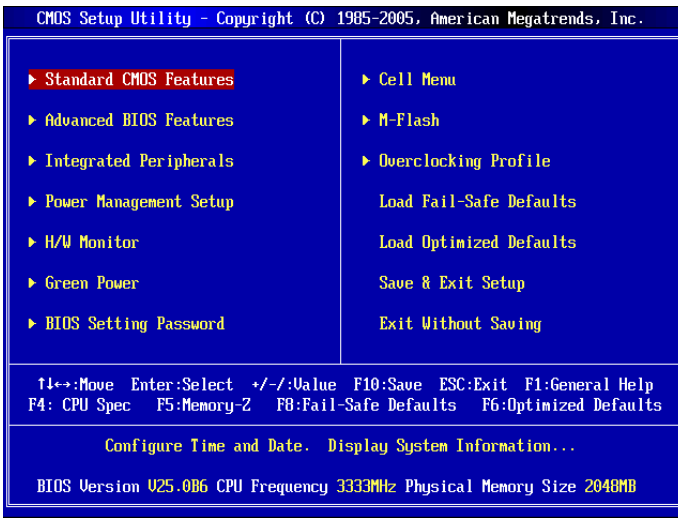 CMOS Setup Utility - Copyright (C) 1985-2005, American Megatrends, Inc.
Standard CMOS Features
Advanced BIOS Features
Integrated Peripherals
Power Management Setup
H/W Monitor
Green Power
BIOS Setting Password
Cell Menu
M-Flash
Overclocking Profile
Load Fail-Safe Defaults
Load Optimized Defaults
Save & Exit Setup
Exit Without Saving
↑↓←→:Move Enter:Select +/-/:Value F10:Save ESC:Exit F1:General Help
F4: CPU Spec F5:Memory-Z F8:Fail-Safe Defaults F6:Optimized Defaults
Configure Time and Date. Display System Information...
BIOS Version V25.0B6 CPU Frequency 3333MHz Physical Memory Size 2048MB